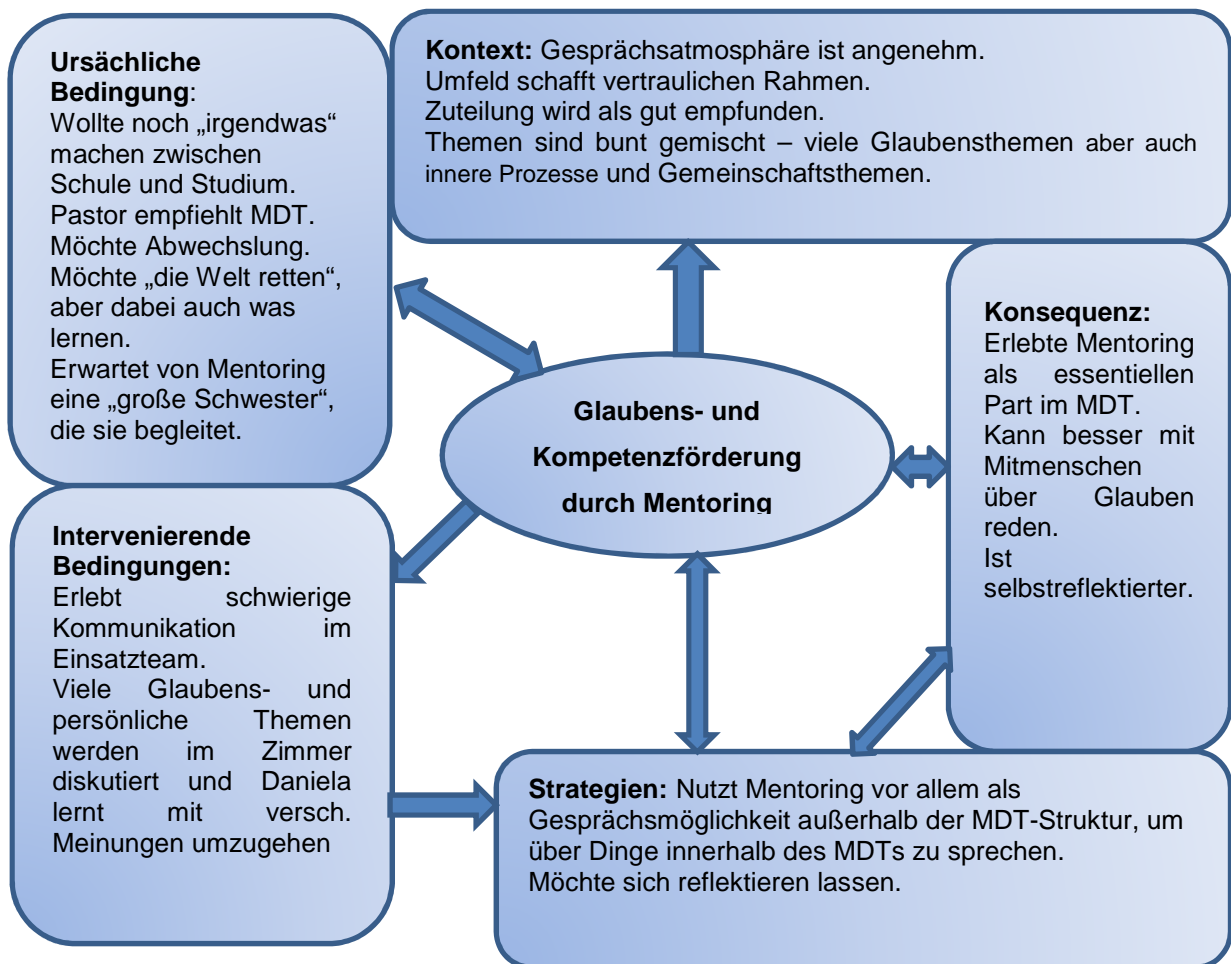 Ursächliche
Bedingung:
Wollte noch „irgendwas“
machen zwischen
Schule und Studium.
Pastor empfiehlt MDT.
Möchte Abwechslung.
Möchte „die Welt retten“,
aber dabei auch was
lernen.
Erwartet von Mentoring
eine „große Schwester“,
die sie begleitet.
Kontext: Gesprächsatmosphäre ist angenehm.
Umfeld schafft vertraulichen Rahmen.
Zuteilung wird als gut empfunden.
Themen sind bunt gemischt – viele Glaubensthemen aber auch
innere Prozesse und Gemeinschaftsthemen.
Glaubens- und
Kompetenzförderung
durch Mentoring
Konsequenz:
Erlebte Mentoring
als essentiellen
Part im MDT.
Kann besser mit
Mitmenschen
über Glauben
reden.
Ist
selbstreflektierter.
Intervenierende
Bedingungen:
Erlebt schwierige
Kommunikation im
Einsatzteam.
Viele Glaubens- und
persönliche Themen
werden im Zimmer
diskutiert und Daniela
lernt mit versch.
Meinungen umzugehen
Strategien: Nutzt Mentoring vor allem als
Gesprächsmöglichkeit außerhalb der MDT-Struktur, um
über Dinge innerhalb des MDTs zu sprechen.
Möchte sich reflektieren lassen.